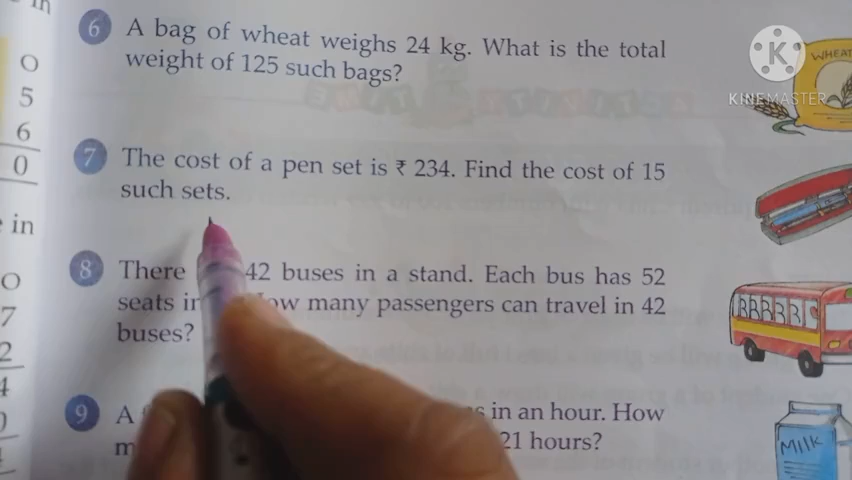 6 A bag of wheat weighs 24 kg. What is the total
weight of 125 such bags?
WHEAT
KINEMASTER
7 The cost of a pen set is ₹ 234. Find the cost of 15
such sets.
8 There 42 buses in a stand. Each bus has 52
seats in How many passengers can travel in 42
buses?
9 A in an hour. How
21 hours?
MILK
in
O
5
6
0
in
O
7
2
4